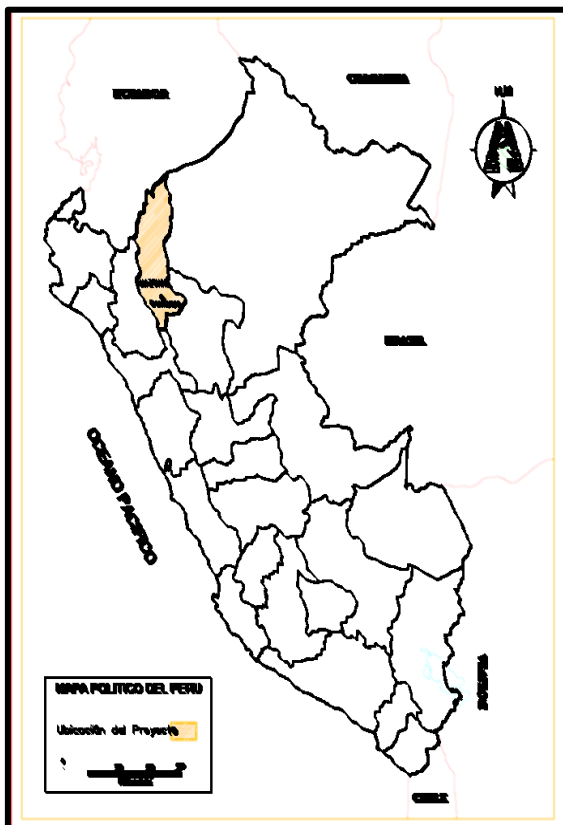 ECUADOR
COLOMBIA
N.M
BRASIL
OCEANO PACIFICO
BOLIVIA
MAPA POLITICO DEL PERU
Ubicación del Proyecto
CHILE